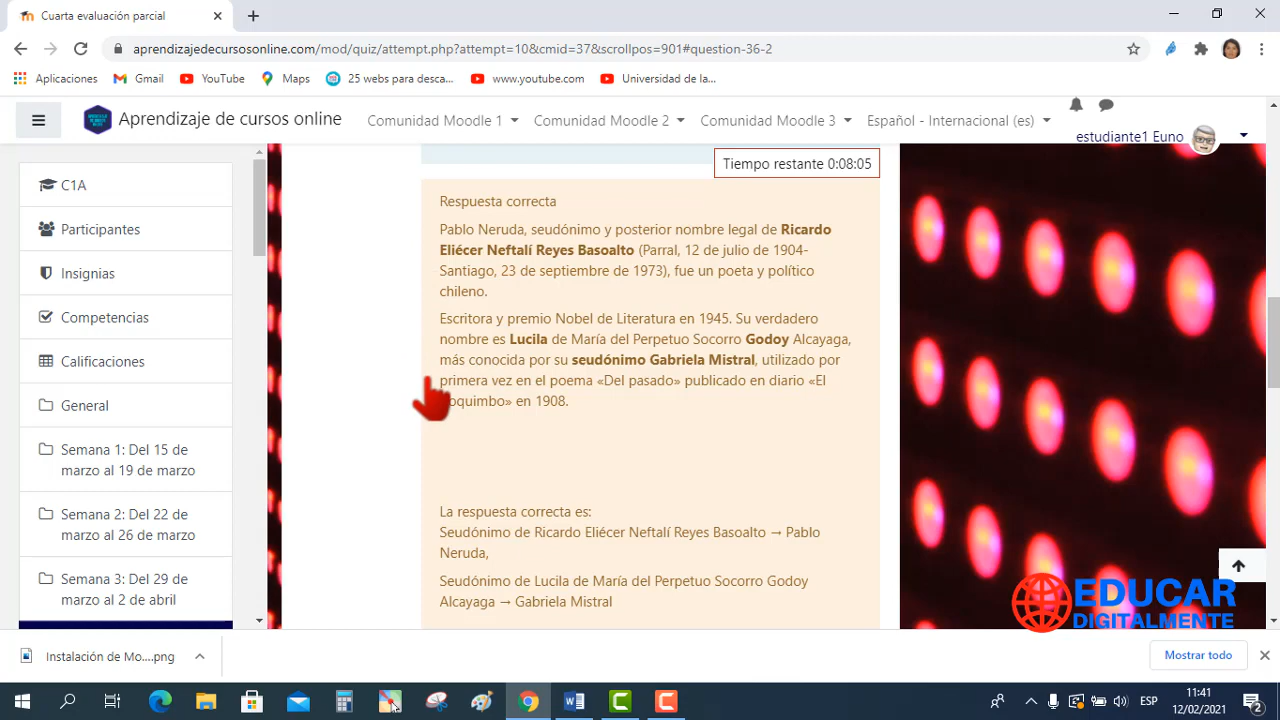 Cuarta evaluación parcial
aprendizajedecursosonline.com/mod/quiz/attempt.php?attempt=10&cmid=37&scrollpos=901#question-36-2
Aplicaciones
Gmail
YouTube
Maps
25 webs para desca...
www.youtube.com
Universidad de la...
Aprendizaje de cursos online
Comunidad Moodle 1
Comunidad Moodle 2
Comunidad Moodle 3
Español - Internacional (es)
estudiante1 Euno
C1A
Participantes
Insignias
Competencias
Calificaciones
General
Semana 1: Del 15 de
marzo al 19 de marzo
Semana 2: Del 22 de
marzo al 26 de marzo
Semana 3: Del 29 de
marzo al 2 de abril
Tiempo restante 0:08:05
Respuesta correcta
Pablo Neruda, seudónimo y posterior nombre legal de Ricardo
Eliécer Neftalí Reyes Basoalto (Parral, 12 de julio de 1904-
Santiago, 23 de septiembre de 1973), fue un poeta y político
chileno.
Escritora y premio Nobel de Literatura en 1945. Su verdadero
nombre es Lucila de María del Perpetuo Socorro Godoy Alcayaga,
más conocida por su seudónimo Gabriela Mistral, utilizado por
primera vez en el poema «Del pasado» publicado en diario «El
oquimbo» en 1908.
La respuesta correcta es:
Seudónimo de Ricardo Eliécer Neftalí Reyes Basoalto → Pablo
Neruda,
Seudónimo de Lucila de María del Perpetuo Socorro Godoy
Alcayaga → Gabriela Mistral
EDUCAR
DIGITALMENTE
Instalación de Mo....png
Mostrar todo
ESP
11:41
12/02/2021
2